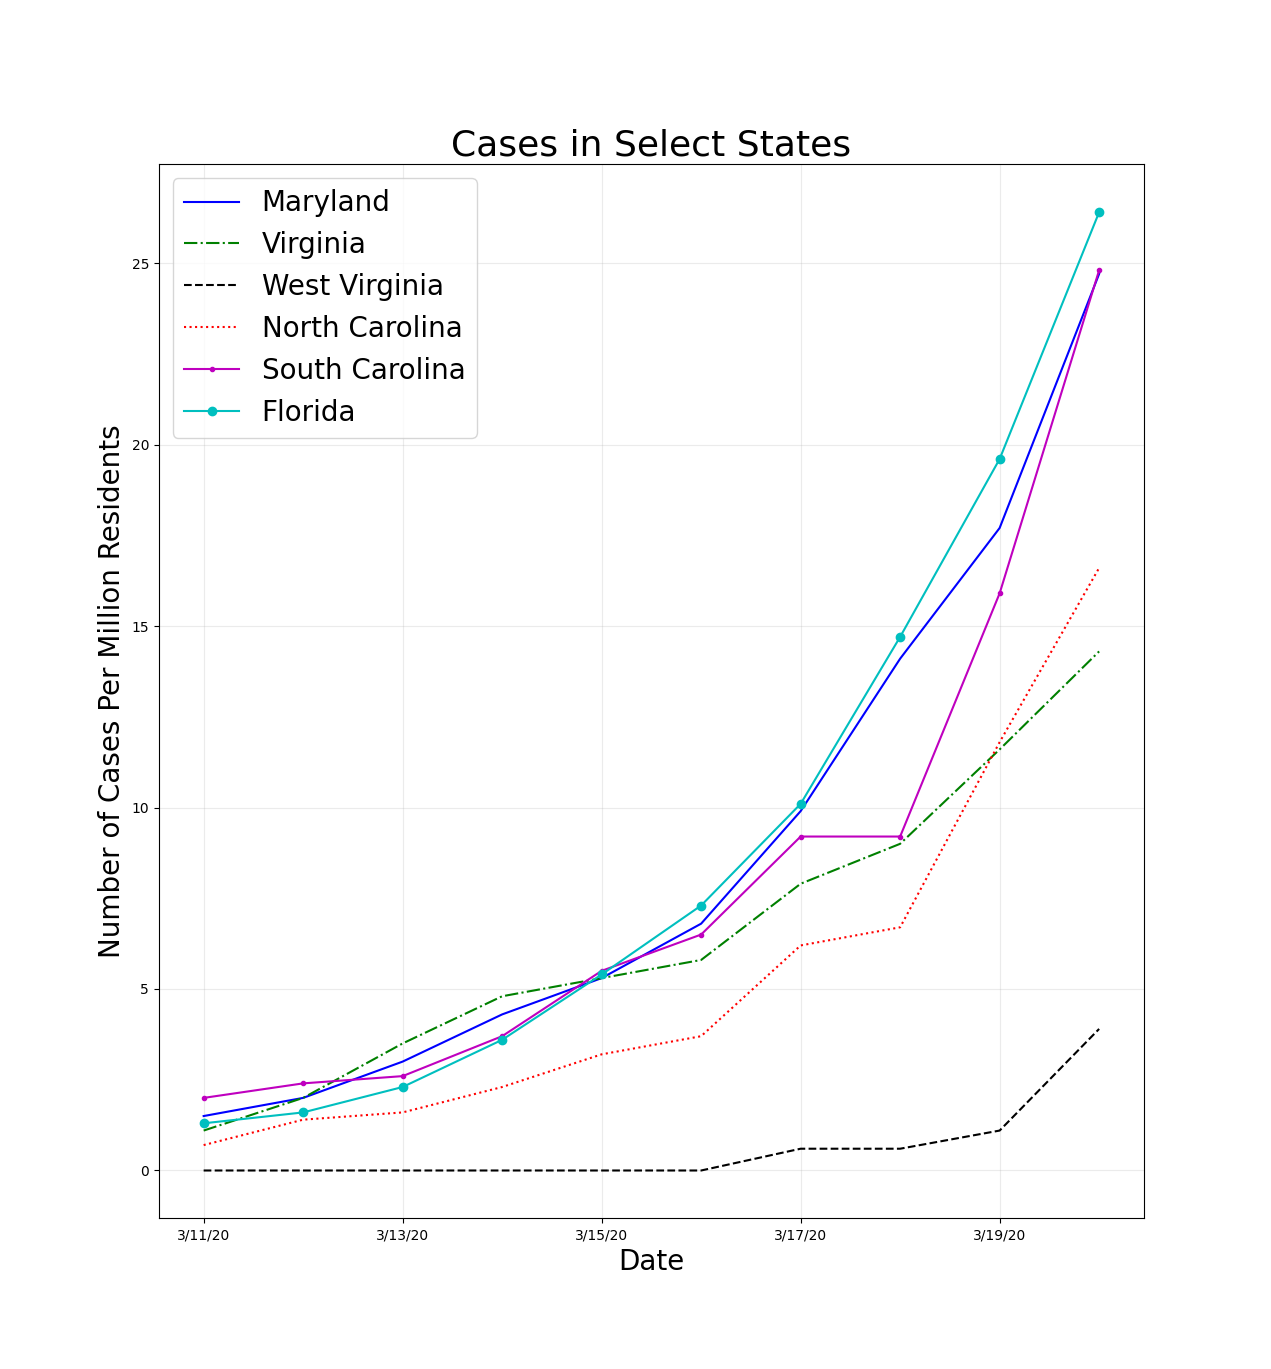 Cases in Select States
Maryland
Virginia
West Virginia
North Carolina
South Carolina
Florida
Number of Cases Per Million Residents
25
20
15
10
5
0
3/11/20 3/13/20 3/15/20 3/17/20 3/19/20
Date